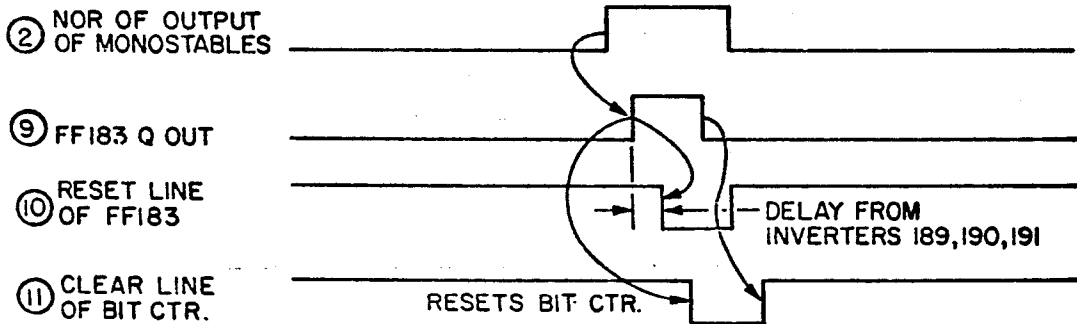 ② NOR OF OUTPUT
OF MONOSTABLES
⑨ FF183 Q OUT
⑩ RESET LINE
OF FF183
DELAY FROM
INVERTERS 189,190,191
⑪ CLEAR LINE
OF BIT CTR.
RESETS BIT CTR.